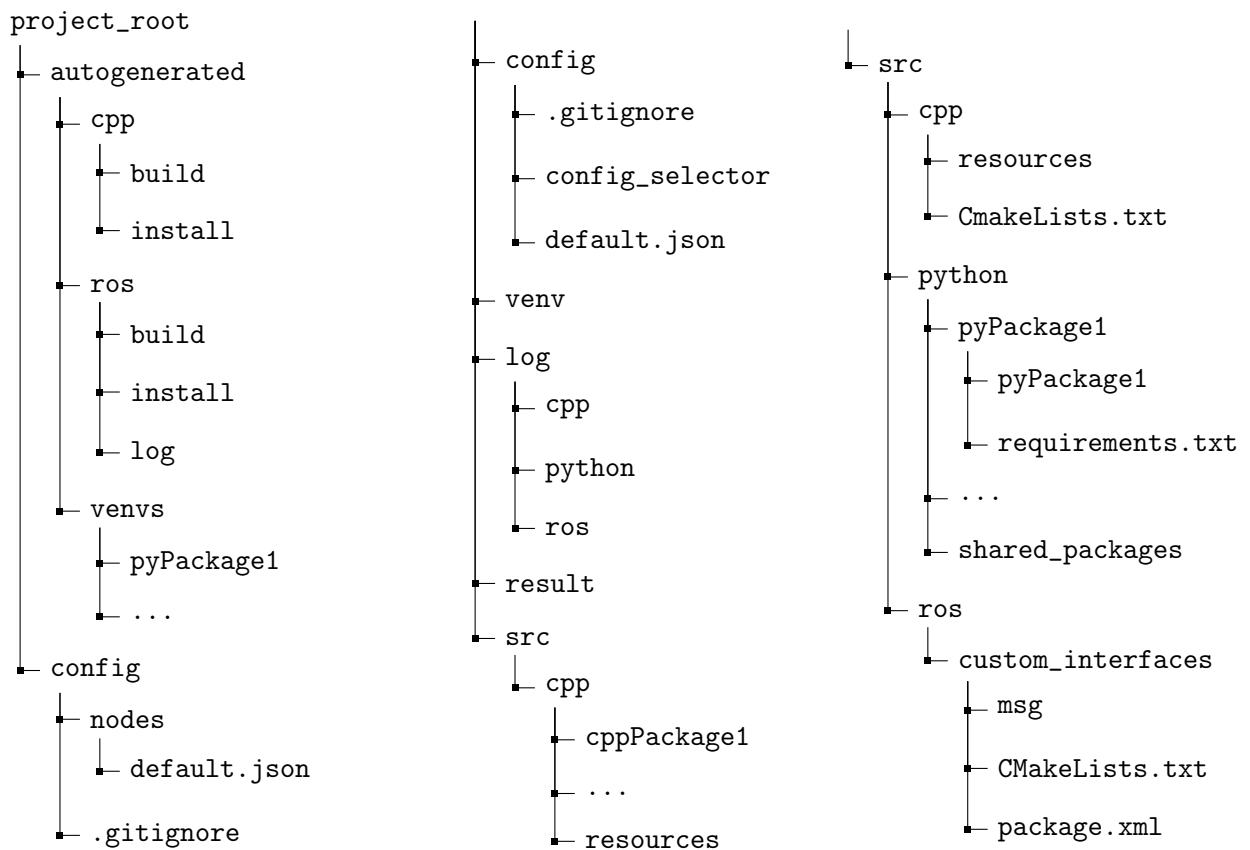 project_root
autogenerated
cpp
build
install
ros
build
install
log
venvs
pyPackage1
...
config
nodes
default.json
.gitignore
config
.gitignore
config_selector
default.json
venv
log
cpp
python
ros
result
src
cpp
cppPackage1
...
resources
src
cpp
resources
CmakeLists.txt
python
pyPackage1
pyPackage1
requirements.txt
...
shared_packages
ros
custom_interfaces
msg
CMakeLists.txt
package.xml